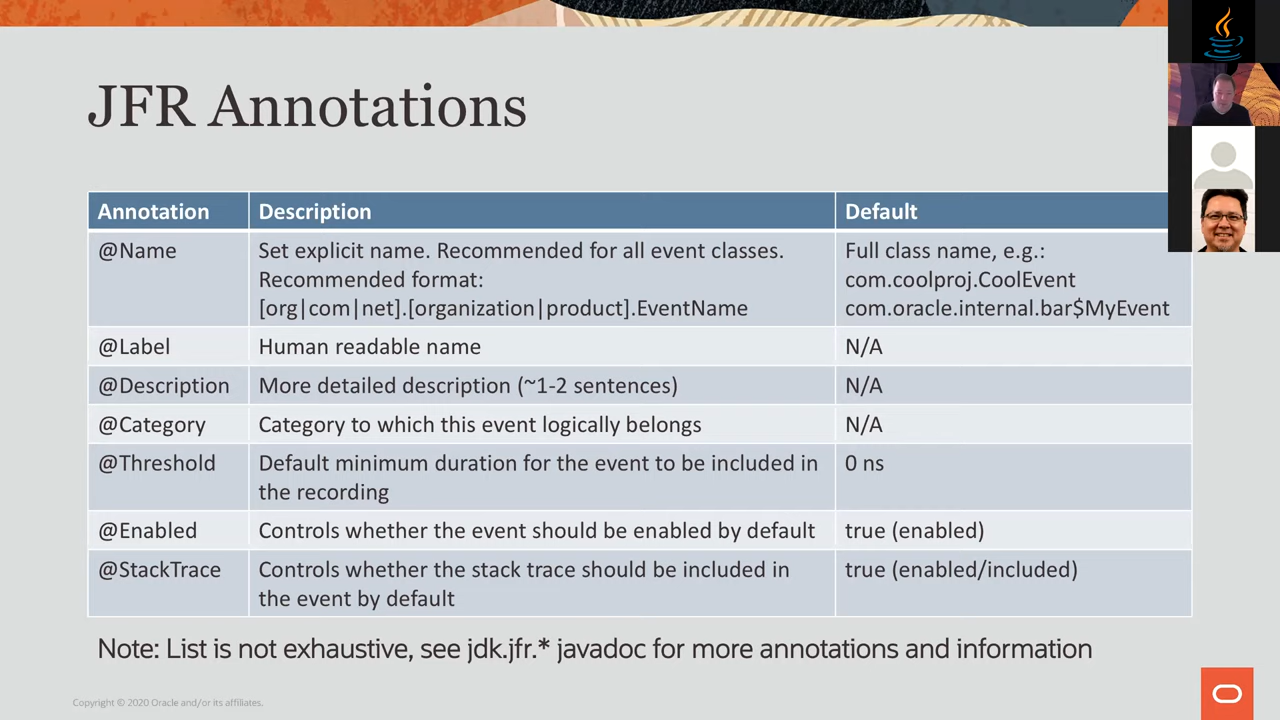 JFR Annotations
Annotation Description Default
@Name Set explicit name. Recommended for all event classes. Full class name, e.g.:
Recommended format: com.coolproj.CoolEvent
[org|com|net].[organization|product].EventName com.oracle.internal.bar$MyEvent
@Label Human readable name N/A
@Description More detailed description (~1-2 sentences) N/A
@Category Category to which this event logically belongs N/A
@Threshold Default minimum duration for the event to be included in 0 ns
the recording
@Enabled Controls whether the event should be enabled by default true (enabled)
@StackTrace Controls whether the stack trace should be included in true (enabled/included)
the event by default
Note: List is not exhaustive, see jdk.jfr.* javadoc for more annotations and information
Copyright © 2020 Oracle and/or its affiliates.